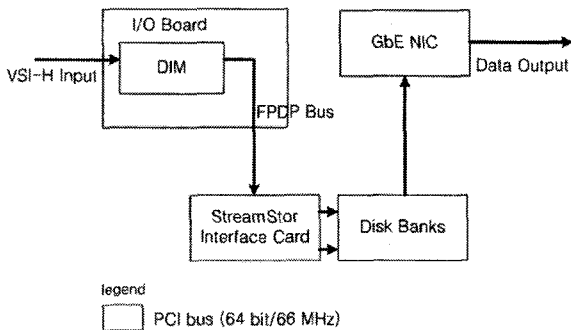 I/O Board
DIM
VSI-H Input
FPDP Bus
GbE NIC
Data Output
StreamStor
Interface Card
Disk Banks
legend
PCI bus (64 bit/66 MHz)